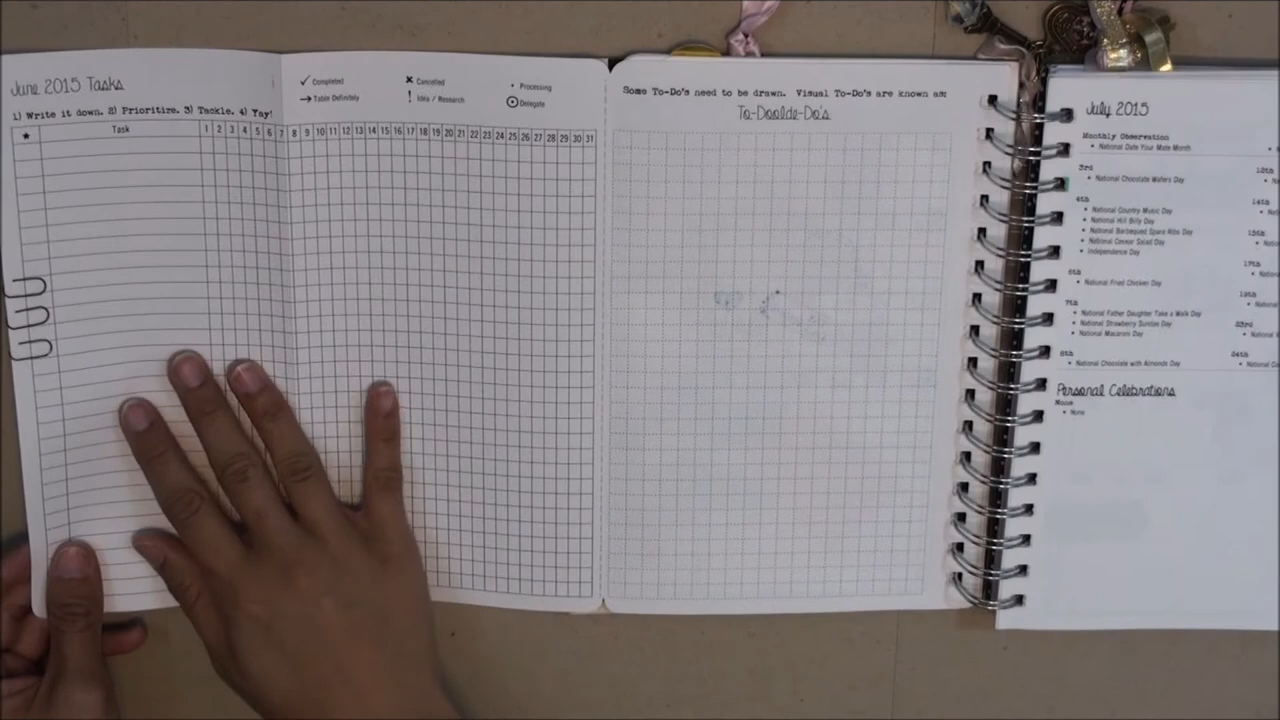 June 2015 Tasks
1) Write it down. 2) Prioritize. 3) Tackle. 4) Yay!
✓ Completed
✖ Cancelled
• Processing
→ Table Definitely
! Idea / Research
⊙ Delegate
★ Task 1 2 3 4 5 6 7 8 9 10 11 12 13 14 15 16 17 18 19 20 21 22 23 24 25 26 27 28 29 30 31
Some To-Do's need to be drawn. Visual To-Do's are known as:
To-Doolde-Do's
July 2015
Monthly Observation
• National Date Your Mate Month
3rd
• National Chocolate Wafers Day
4th
• National Country Music Day
• National Hill Billy Day
• National Barbequed Spare Ribs Day
• National Caesar Salad Day
• Independence Day
6th
• National Fried Chicken Day
7th
• National Father Daughter Take a Walk Day
• National Strawberry Sundae Day
• National Macaroni Day
8th
• National Chocolate with Almonds Day
14th
15th
17th
24th
Personal Celebrations
None
• None